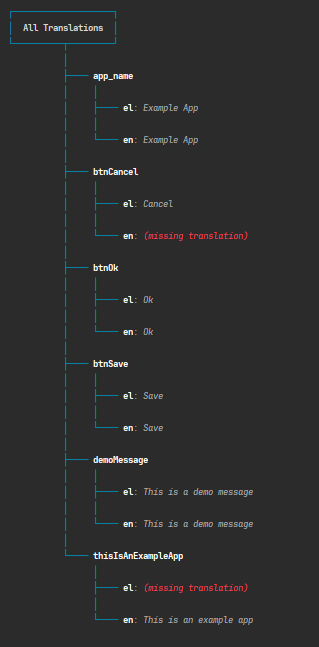 All Translations
app_name
el: Example App
en: Example App
btnCancel
el: Cancel
en: (missing translation)
btnOk
el: Ok
en: Ok
btnSave
el: Save
en: Save
demoMessage
el: This is a demo message
en: This is a demo message
thisIsAnExampleApp
el: (missing translation)
en: This is an example app